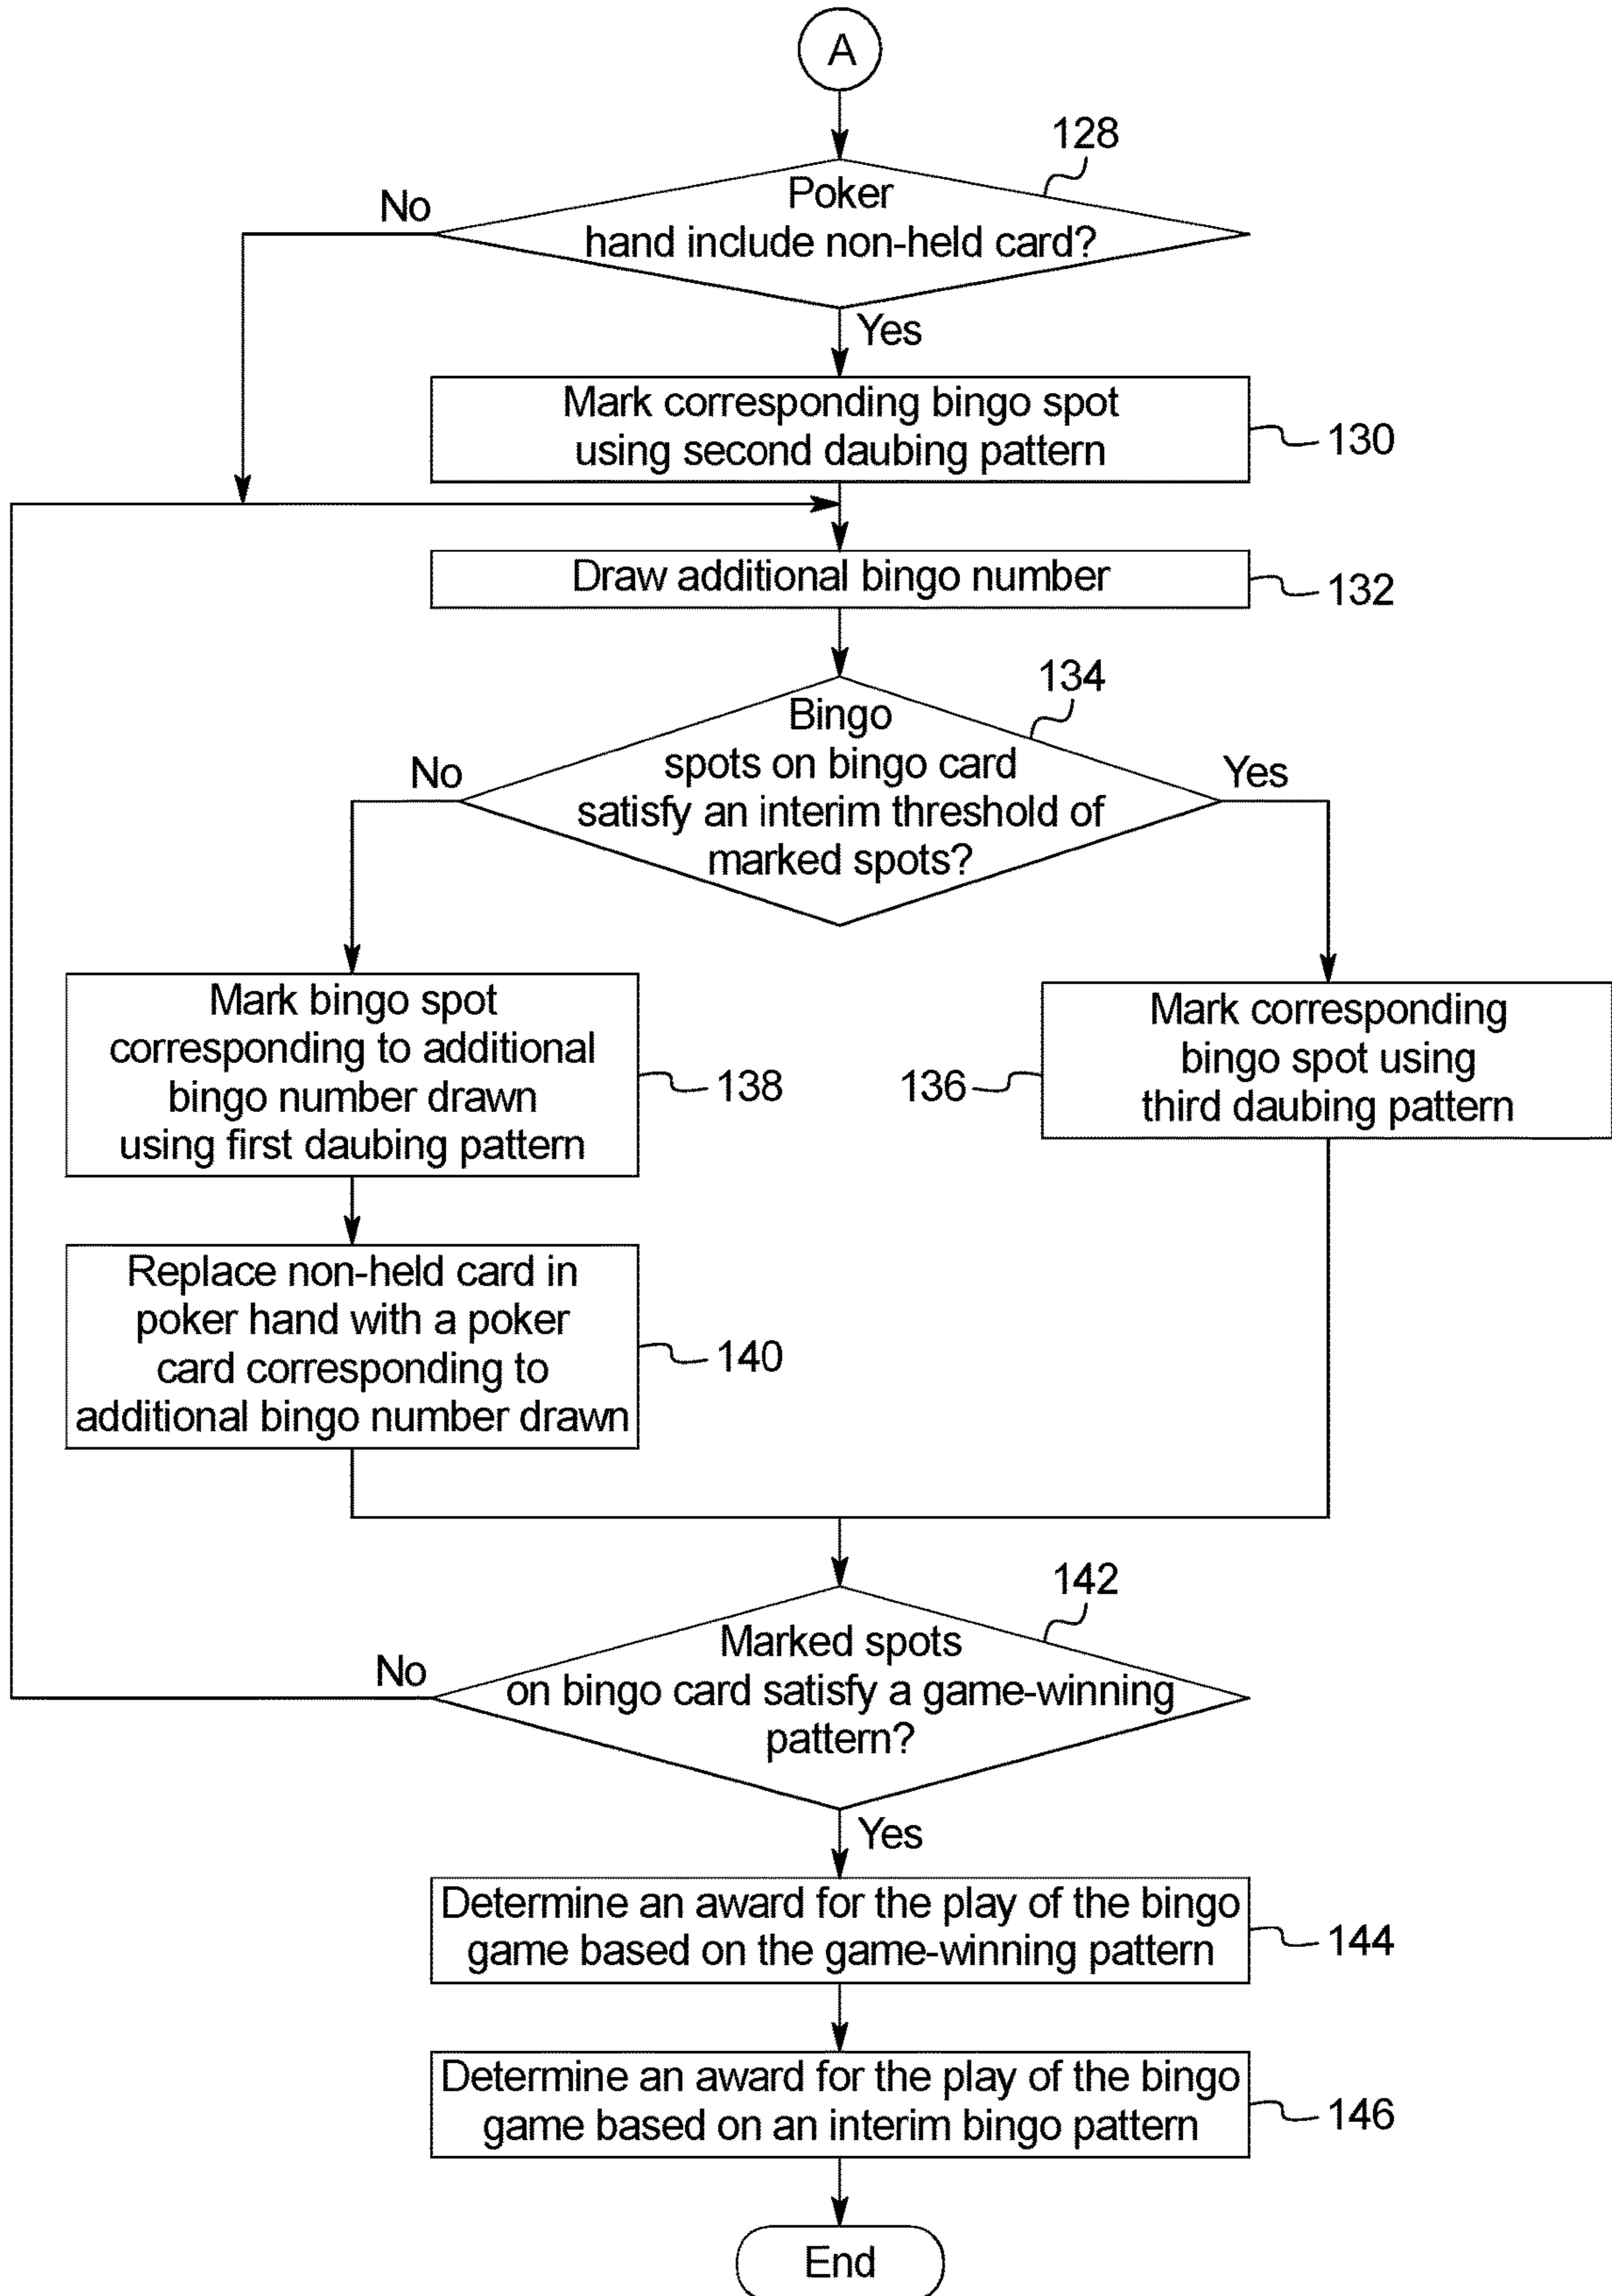 A
128
Poker
hand include non-held card?
No
Yes
Mark corresponding bingo spot
using second daubing pattern
130
Draw additional bingo number
132
134
Bingo
spots on bingo card
satisfy an interim threshold of
marked spots?
No
Yes
Mark bingo spot
corresponding to additional
bingo number drawn
using first daubing pattern
138
136
Mark corresponding
bingo spot using
third daubing pattern
Replace non-held card in
poker hand with a poker
card corresponding to
additional bingo number drawn
140
142
Marked spots
on bingo card satisfy a game-winning
pattern?
No
Yes
Determine an award for the play of the bingo
game based on the game-winning pattern
144
Determine an award for the play of the bingo
game based on an interim bingo pattern
146
End